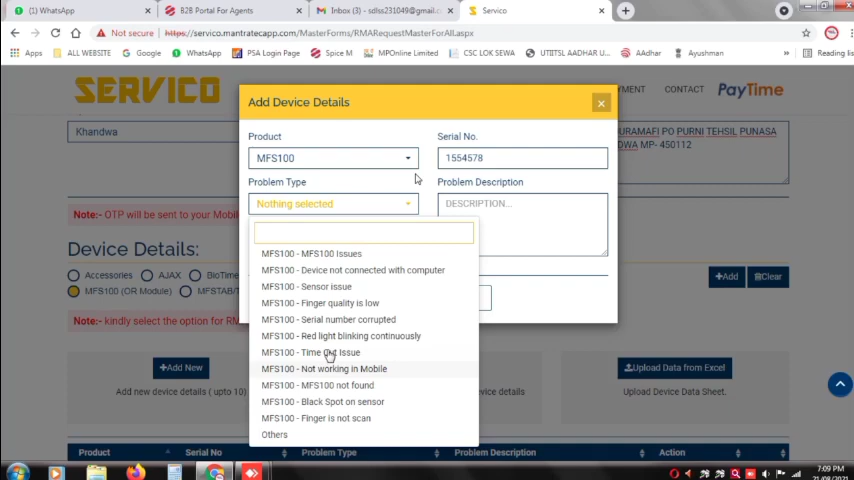 (1) WhatsApp
B2B Portal For Agents
Inbox (3) - sdlss231049@gmail.c
Servico
Not secure
https://servico.mantratecapp.com/MasterForms/RMARequestMasterForAll.aspx
Apps
ALL WEBSITE
Google
WhatsApp
PSA Login Page
Spice M
MPOnline Limited
CSC LOK SEWA
UTIITSL AADHAR U...
AAdhar
Ayushman
Reading list
SERVICO
Add Device Details
×
YMENT
CONTACT
PayTime
Khandwa
Product
Serial No.
URAMAFI PO PURNI TEHSIL PUNASA
DWA MP- 450112
MFS100
1554578
Problem Type
Problem Description
Nothing selected
DESCRIPTION...
Note:- OTP will be sent to your Mobil
MFS100 - MFS100 Issues
Device Details:
MFS100 - Device not connected with computer
Accessories
AJAX
BioTime
MFS100 - Sensor issue
+Add
Clear
MFS100 (OR Module)
MFSTAB/T
MFS100 - Finger quality is low
Note:- kindly select the option for RM
MFS100 - Serial number corrupted
MFS100 - Red light blinking continuously
MFS100 - Time Out Issue
MFS100 - Not working in Mobile
+Add New
Upload Data from Excel
MFS100 - MFS100 not found
Add new device details ( upto 10)
evice details
Upload Device Data Sheet.
MFS100 - Black Spot on sensor
MFS100 - Finger is not scan
Others
Product
Serial No
Problem Type
Problem Description
Action
7:09 PM
21/08/2021